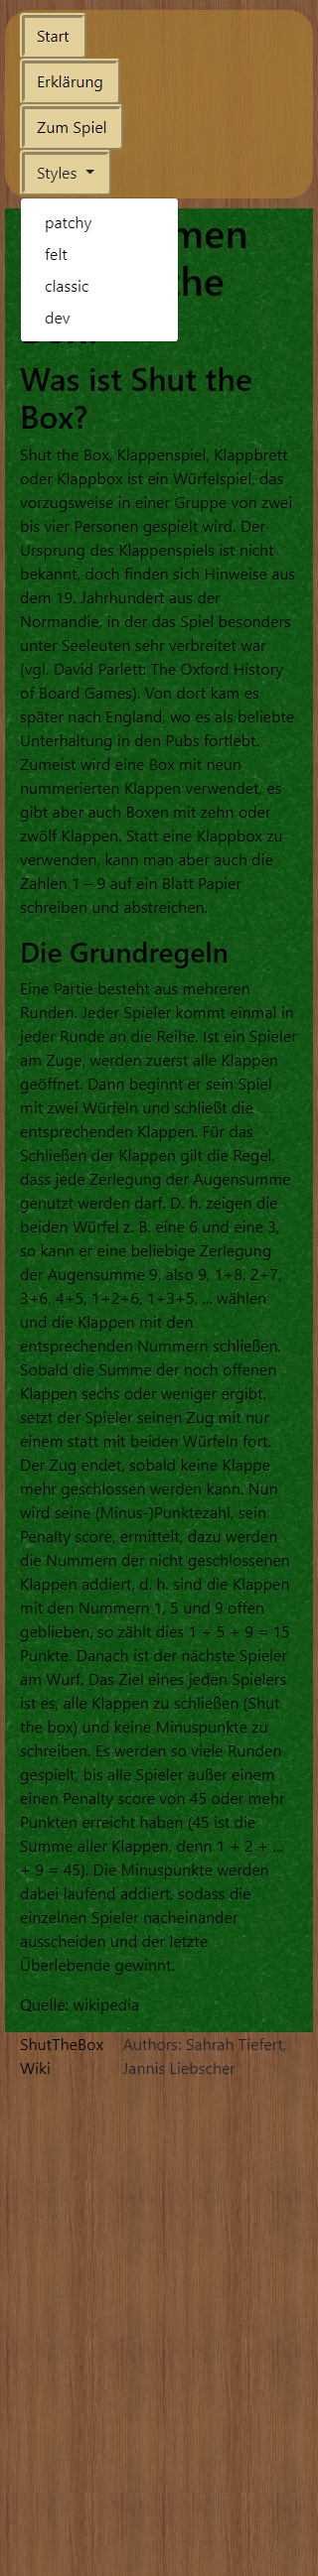 Start
Erklärung
Zum Spiel
Styles
patchy
felt
classic
dev
Was ist Shut the
Box?
Shut the Box, Klappenspiel, Klappbrett
oder Klappbox ist ein Würfelspiel, das
vorzugsweise in einer Gruppe von zwei
bis vier Personen gespielt wird. Der
Ursprung des Klappenspiels ist nicht
bekannt, doch finden sich Hinweise aus
dem 19. Jahrhundert aus der
Normandie, in der das Spiel besonders
unter Seeleuten sehr verbreitet war
(vgl. David Parlett: The Oxford History
of Board Games). Von dort kam es
später nach England, wo es als beliebte
Unterhaltung in den Pubs fortlebt.
Zumeist wird eine Box mit neun
nummerierten Klappen verwendet, es
gibt aber auch Boxen mit zehn oder
zwölf Klappen. Statt eine Klappbox zu
verwenden, kann man aber auch die
Zahlen 1 – 9 auf ein Blatt Papier
schreiben und abstreichen.
Die Grundregeln
Eine Partie besteht aus mehreren
Runden. Jeder Spieler kommt einmal in
jeder Runde an die Reihe. Ist ein Spieler
am Zuge, werden zuerst alle Klappen
geöffnet. Dann beginnt er sein Spiel
mit zwei Würfeln und schließt die
entsprechenden Klappen. Für das
Schließen der Klappen gilt die Regel,
dass jede Zerlegung der Augensumme
genutzt werden darf. D. h. zeigen die
beiden Würfel z. B. eine 6 und eine 3,
so kann er eine beliebige Zerlegung
der Augensumme 9, also 9, 1+8, 2+7,
3+6, 4+5, 1+2+6, 1+3+5, ... wählen
und die Klappen mit den
entsprechenden Nummern schließen.
Sobald die Summe der noch offenen
Klappen sechs oder weniger ergibt,
setzt der Spieler seinen Zug mit nur
einem statt mit beiden Würfeln fort.
Der Zug endet, sobald keine Klappe
mehr geschlossen werden kann. Nun
wird seine (Minus-)Punktezahl, sein
Penalty score, ermittelt, dazu werden
die Nummern der nicht geschlossenen
Klappen addiert, d. h. sind die Klappen
mit den Nummern 1, 5 und 9 offen
geblieben, so zählt dies 1 + 5 + 9 = 15
Punkte. Danach ist der nächste Spieler
am Wurf. Das Ziel eines jeden Spielers
ist es, alle Klappen zu schließen (Shut
the box) und keine Minuspunkte zu
schreiben. Es werden so viele Runden
gespielt, bis alle Spieler außer einem
einen Penalty score von 45 oder mehr
Punkten erreicht haben (45 ist die
Summe aller Klappen, denn 1 + 2 + ...
+ 9 = 45). Die Minuspunkte werden
dabei laufend addiert, sodass die
einzelnen Spieler nacheinander
ausscheiden und der letzte
Überlebende gewinnt.
Quelle: wikipedia
ShutTheBox
Wiki
Authors: Sahrah Tiefert,
Jannis Liebscher